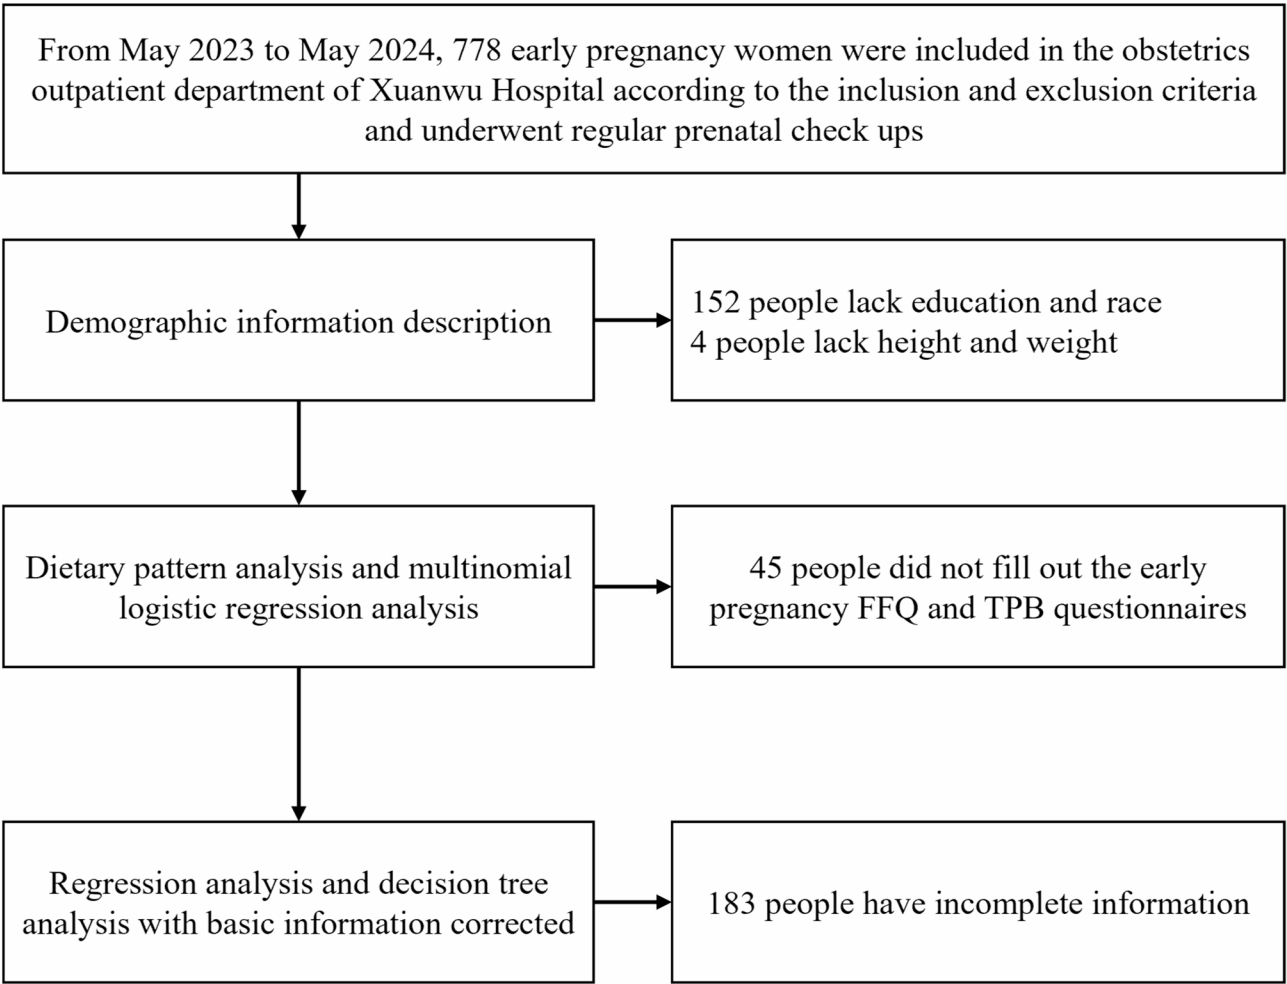 From May 2023 to May 2024, 778 early pregnancy women were included in the obstetrics
outpatient department of Xuanwu Hospital according to the inclusion and exclusion criteria
and underwent regular prenatal check ups
Demographic information description
152 people lack education and race
4 people lack height and weight
Dietary pattern analysis and multinomial
logistic regression analysis
45 people did not fill out the early
pregnancy FFQ and TPB questionnaires
Regression analysis and decision tree
analysis with basic information corrected
183 people have incomplete information